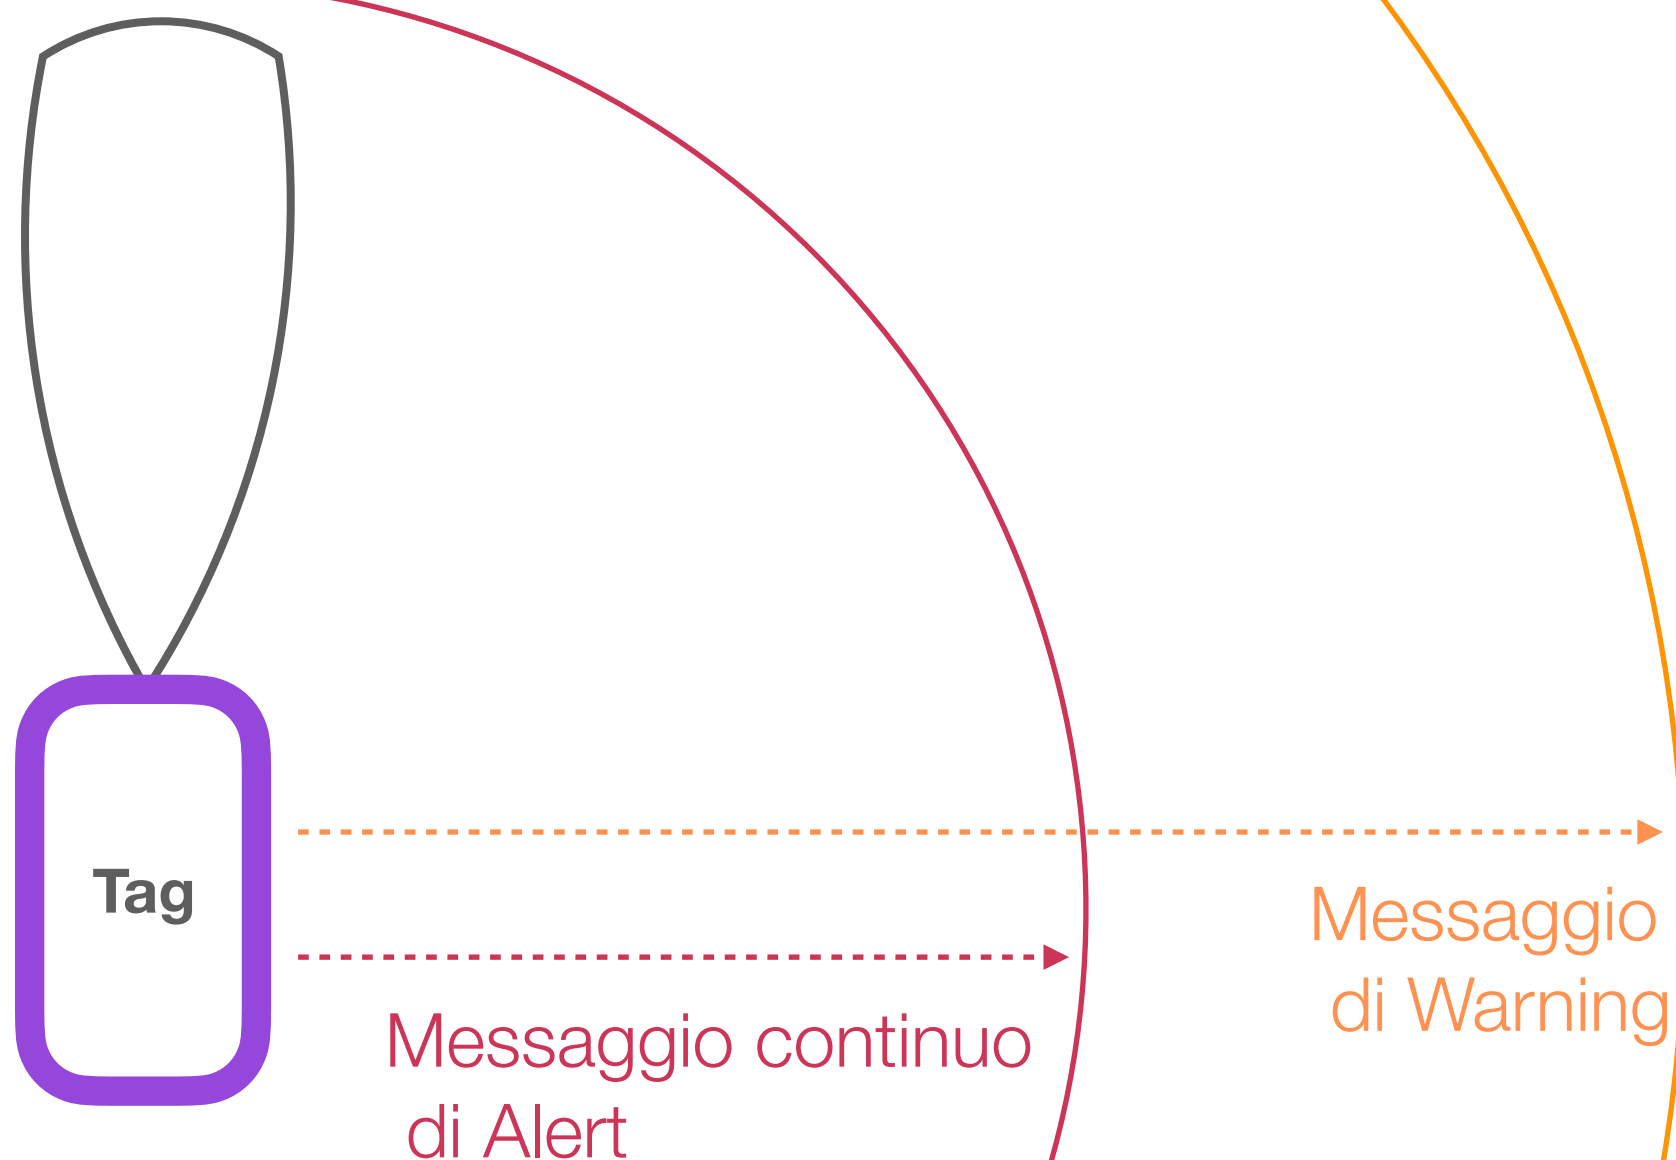 Tag
Messaggio
di Warning
Messaggio continuo
di Alert